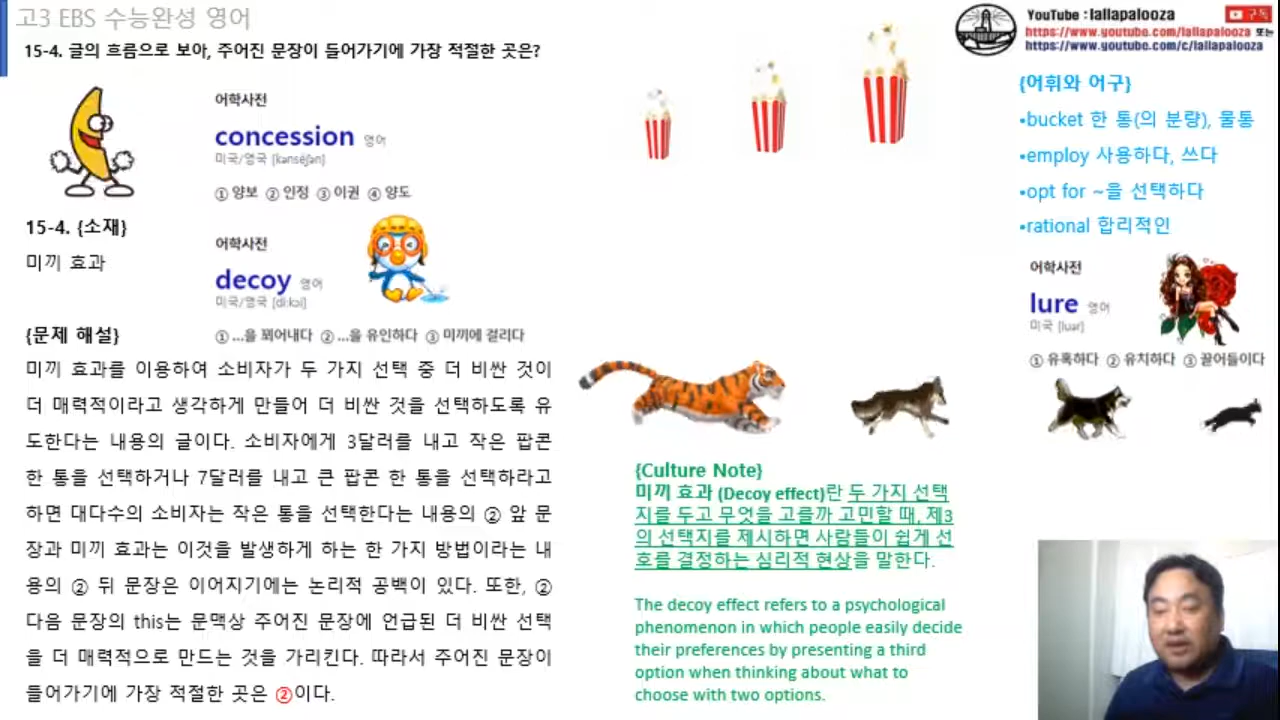 고3 EBS 수능완성 영어
15-4. 글의 흐름으로 보아, 주어진 문장이 들어가기에 가장 적절한 곳은?
어학사전
concession 영어
미국/영국 [kənséʃən]
① 양보 ② 인정 ③ 이권 ④ 양도
15-4. {소재}
미끼 효과
어학사전
decoy 영어
미국/영국 [di:kɔi]
① …을 꾀어내다 ② …을 유인하다 ③ 미끼에 걸리다
{문제 해설}
미끼 효과를 이용하여 소비자가 두 가지 선택 중 더 비싼 것이
더 매력적이라고 생각하게 만들어 더 비싼 것을 선택하도록 유
도한다는 내용의 글이다. 소비자에게 3달러를 내고 작은 팝콘
한 통을 선택하거나 7달러를 내고 큰 팝콘 한 통을 선택하라고
하면 대다수의 소비자는 작은 통을 선택한다는 내용의 ② 앞 문
장과 미끼 효과는 이것을 발생하게 하는 한 가지 방법이라는 내
용의 ② 뒤 문장은 이어지기에는 논리적 공백이 있다. 또한, ②
다음 문장의 this는 문맥상 주어진 문장에 언급된 더 비싼 선택
을 더 매력적으로 만드는 것을 가리킨다. 따라서 주어진 문장이
들어가기에 가장 적절한 곳은 ②이다.
{Culture Note}
미끼 효과 (Decoy effect)란 두 가지 선택
지를 두고 무엇을 고를까 고민할 때, 제3
의 선택지를 제시하면 사람들이 쉽게 선
호를 결정하는 심리적 현상을 말한다.
The decoy effect refers to a psychological
phenomenon in which people easily decide
their preferences by presenting a third
option when thinking about what to
choose with two options.
YouTube : lallapalooza
구독
https://www.youtube.com/lallapalooza 또는
https://www.youtube.com/c/lallapalooza
{어휘와 어구}
•bucket 한 통(의 분량), 물통
•employ 사용하다, 쓰다
•opt for ~을 선택하다
•rational 합리적인
어학사전
lure 영어
미국 [luər]
① 유혹하다 ② 유치하다 ③ 끌어들이다